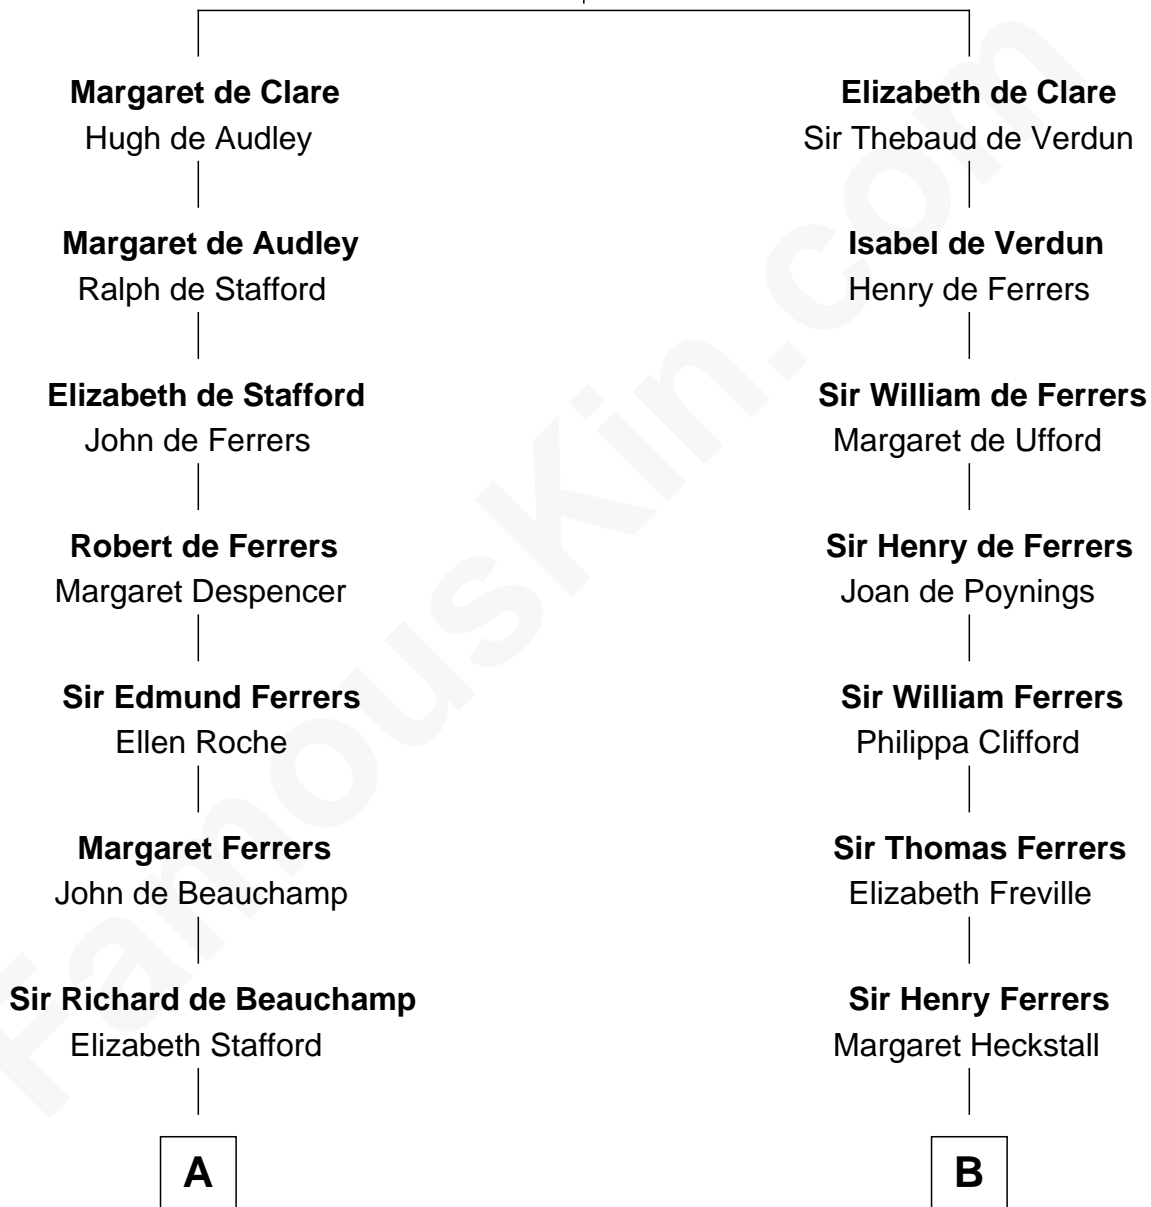 Margaret de Clare
Hugh de Audley
Margaret de Audley
Ralph de Stafford
Elizabeth de Stafford
John de Ferrers
Robert de Ferrers
Margaret Despencer
Sir Edmund Ferrers
Ellen Roche
Margaret Ferrers
John de Beauchamp
Sir Richard de Beauchamp
Elizabeth Stafford
A
Elizabeth de Clare
Sir Thebaud de Verdun
Isabel de Verdun
Henry de Ferrers
Sir William de Ferrers
Margaret de Ufford
Sir Henry de Ferrers
Joan de Poynings
Sir William Ferrers
Philippa Clifford
Sir Thomas Ferrers
Elizabeth Freville
Sir Henry Ferrers
Margaret Heckstall
B
FamousKin.com